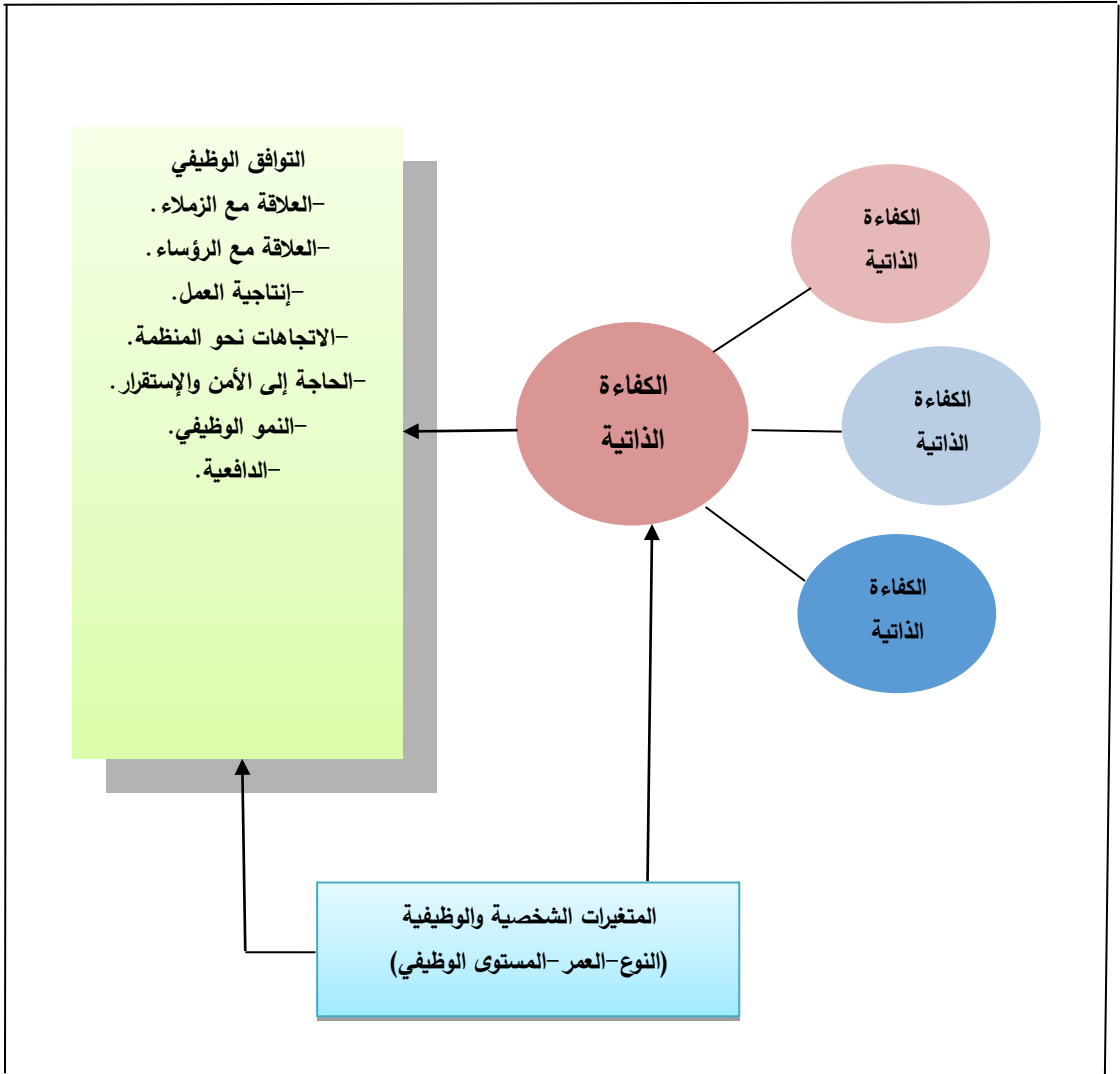 التوافق الوظيفي
-العلاقة مع الزملاء.
-العلاقة مع الرؤساء.
-إنتاجية العمل.
-الاتجاهات نحو المنظمة.
-الحاجة إلى الأمن والإستقرار.
-النمو الوظيفي.
-الدافعية.
الكفاءة
الذاتية
الكفاءة
الذاتية
الكفاءة
الذاتية
الكفاءة
الذاتية
المتغيرات الشخصية والوظيفية
(النوع-العمر-المستوى الوظيفي)